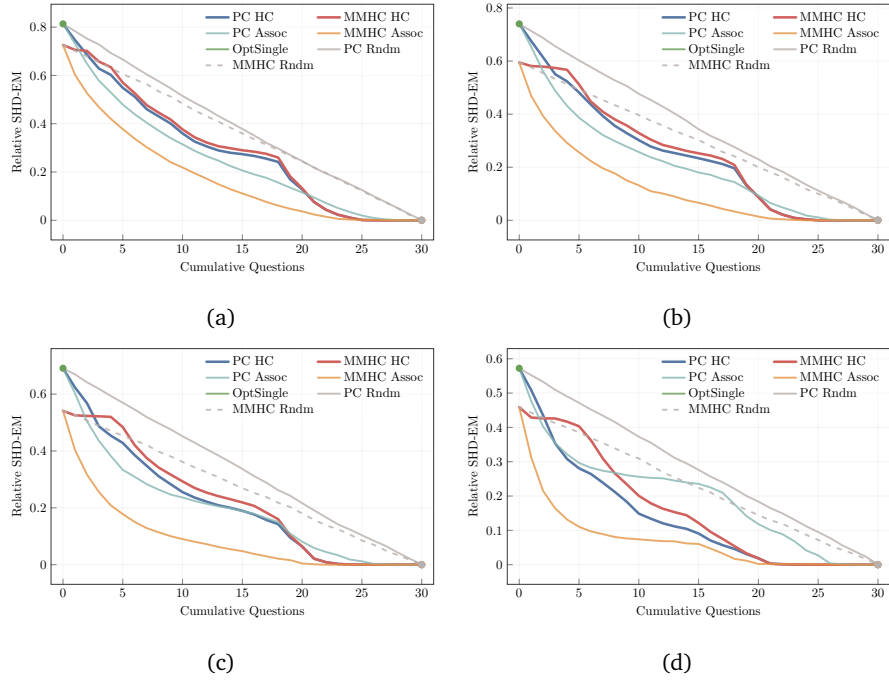 PC HC
MMHC HC
PC Assoc
MMHC Assoc
OptSingle
PC Rndm
MMHC Rndm
0.8
0.6
0.4
0.2
0
Relative SHD-EM
0 5 10 15 20 25 30
Cumulative Questions
(a)
PC HC
MMHC HC
PC Assoc
MMHC Assoc
OptSingle
PC Rndm
MMHC Rndm
0.8
0.6
0.4
0.2
0
Relative SHD-EM
0 5 10 15 20 25 30
Cumulative Questions
(b)
PC HC
MMHC HC
PC Assoc
MMHC Assoc
OptSingle
PC Rndm
MMHC Rndm
0.6
0.4
0.2
0
Relative SHD-EM
0 5 10 15 20 25 30
Cumulative Questions
(c)
PC HC
MMHC HC
PC Assoc
MMHC Assoc
OptSingle
PC Rndm
MMHC Rndm
0.6
0.5
0.4
0.3
0.2
0.1
0
Relative SHD-EM
0 5 10 15 20 25 30
Cumulative Questions
(d)